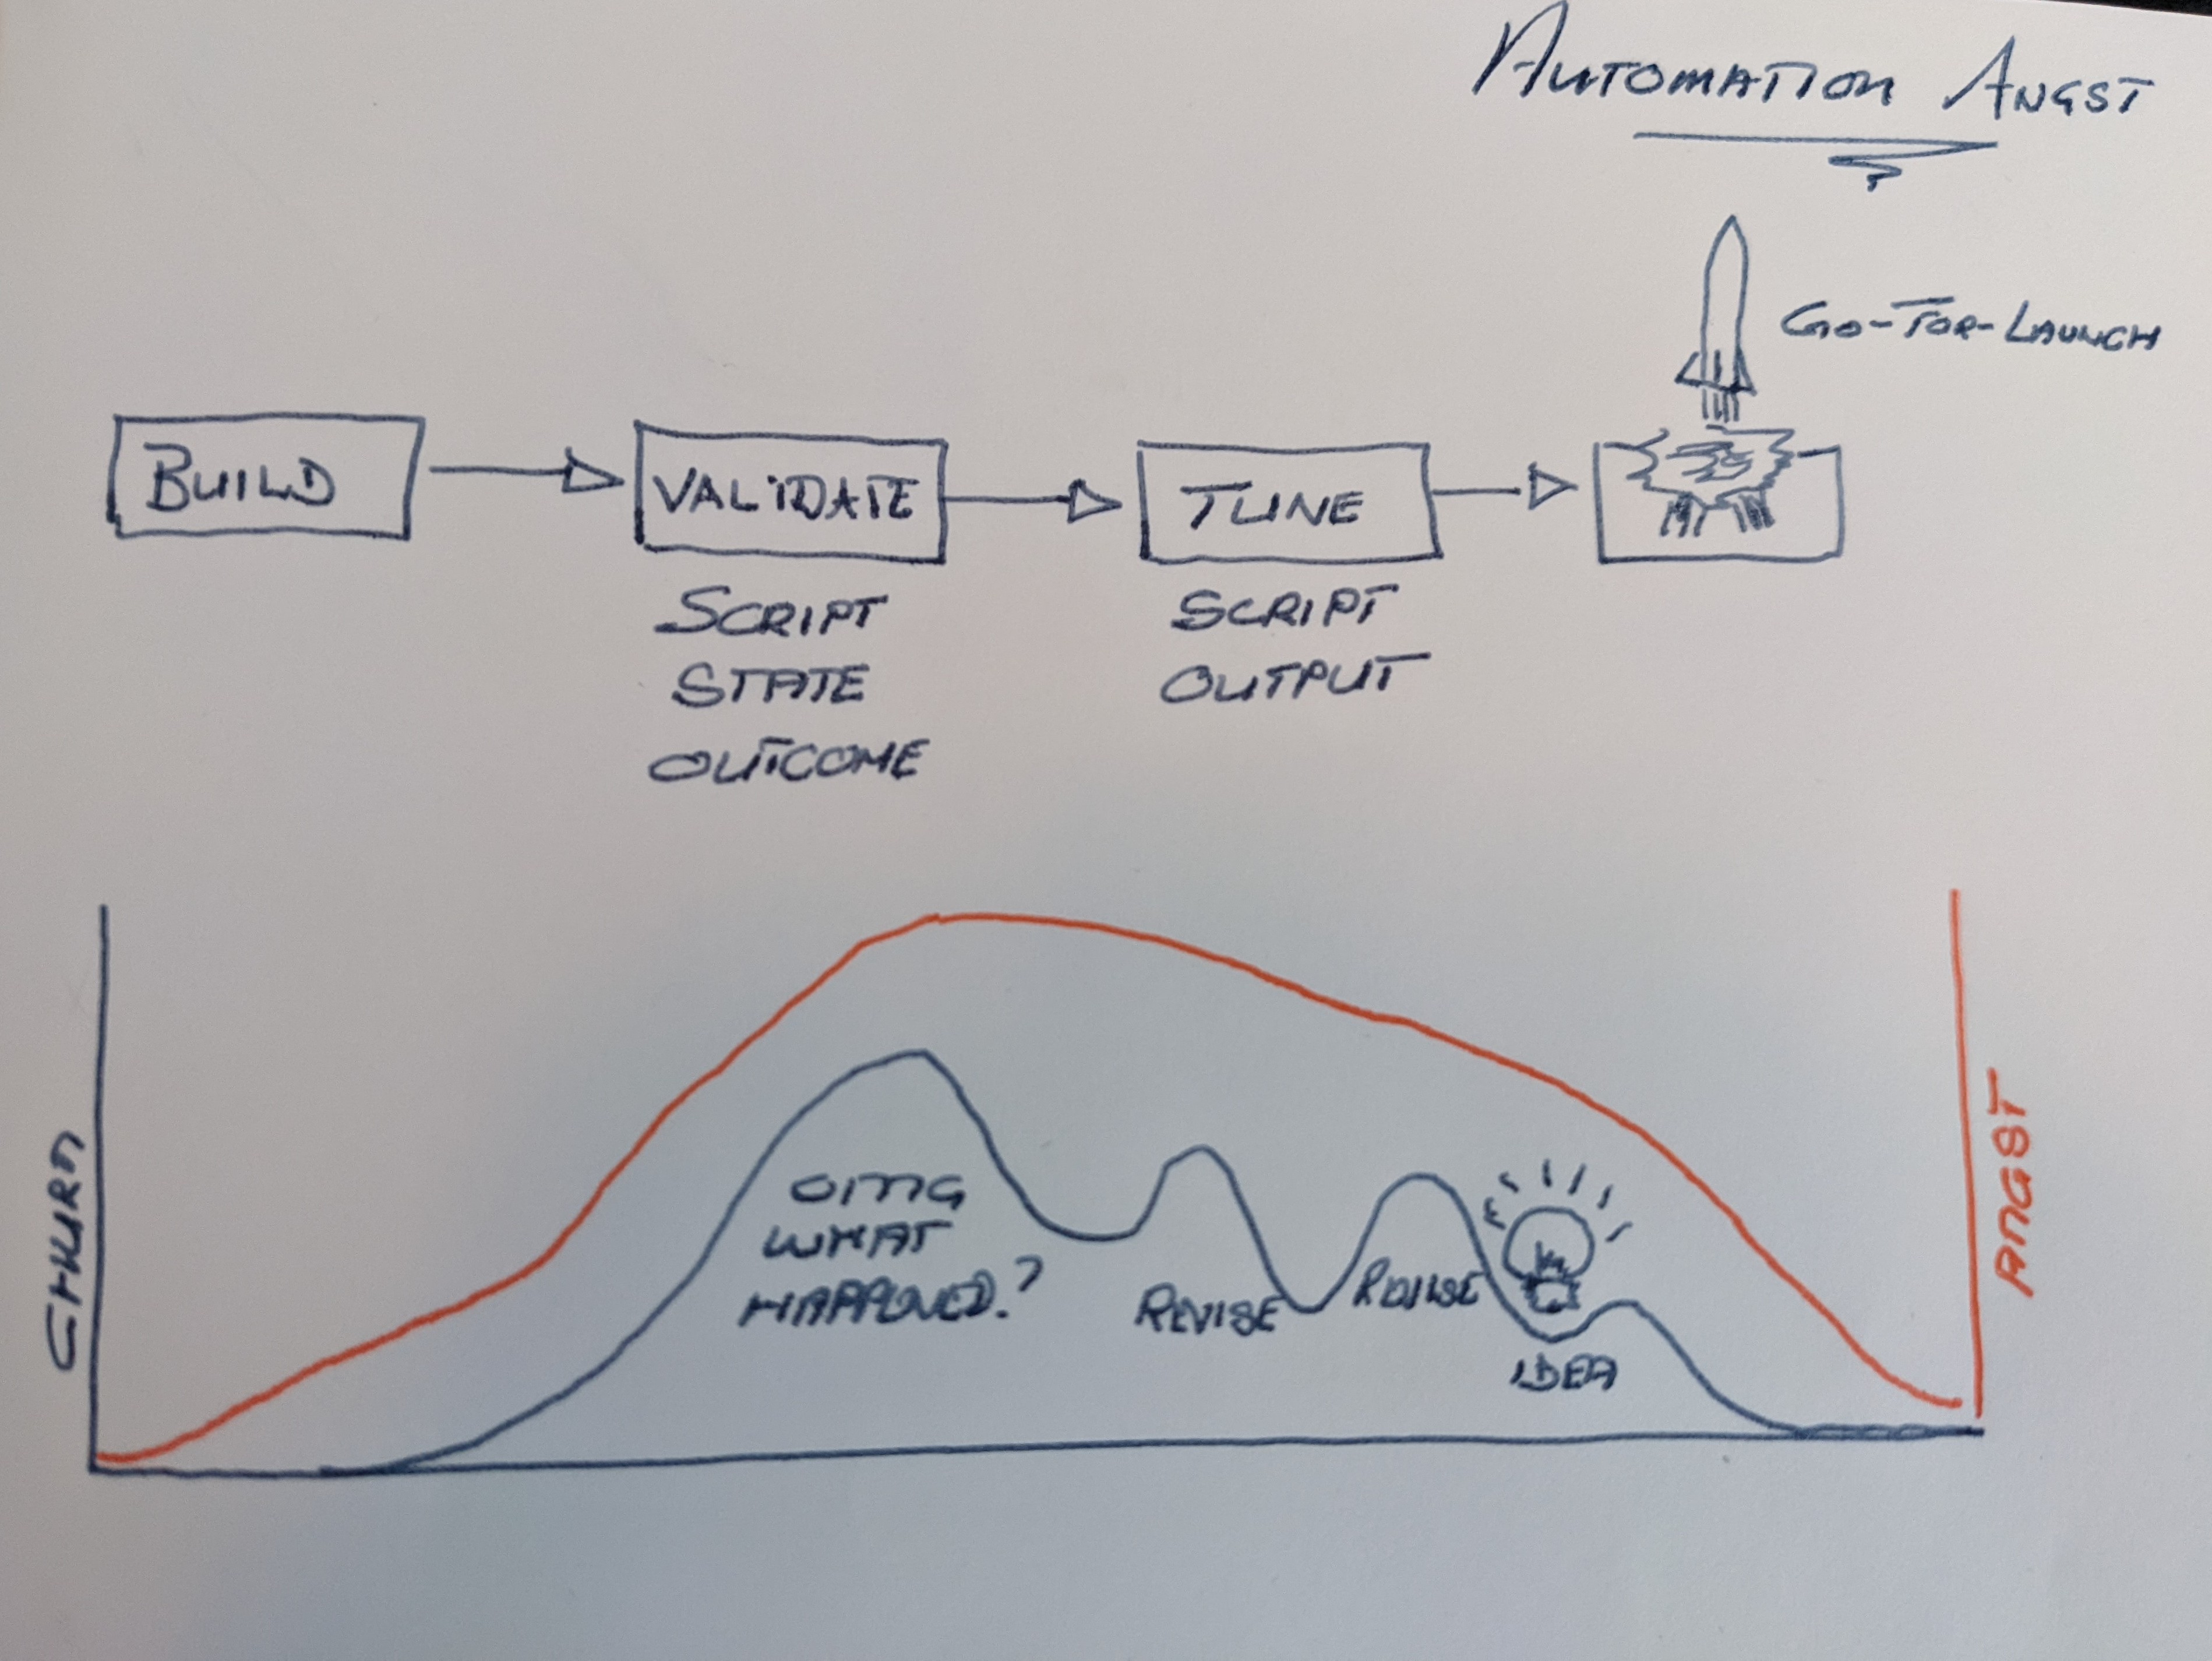 AUTOMATION ANGST
GO-FOR-LAUNCH
BUILD
VALIDATE
TUNE
SCRIPT
STATE
OUTCOME
SCRIPT
OUTPUT
CHURN
OMG
WHAT
HAPPENED?
REVISE
REVISE
IDEA
ANGST